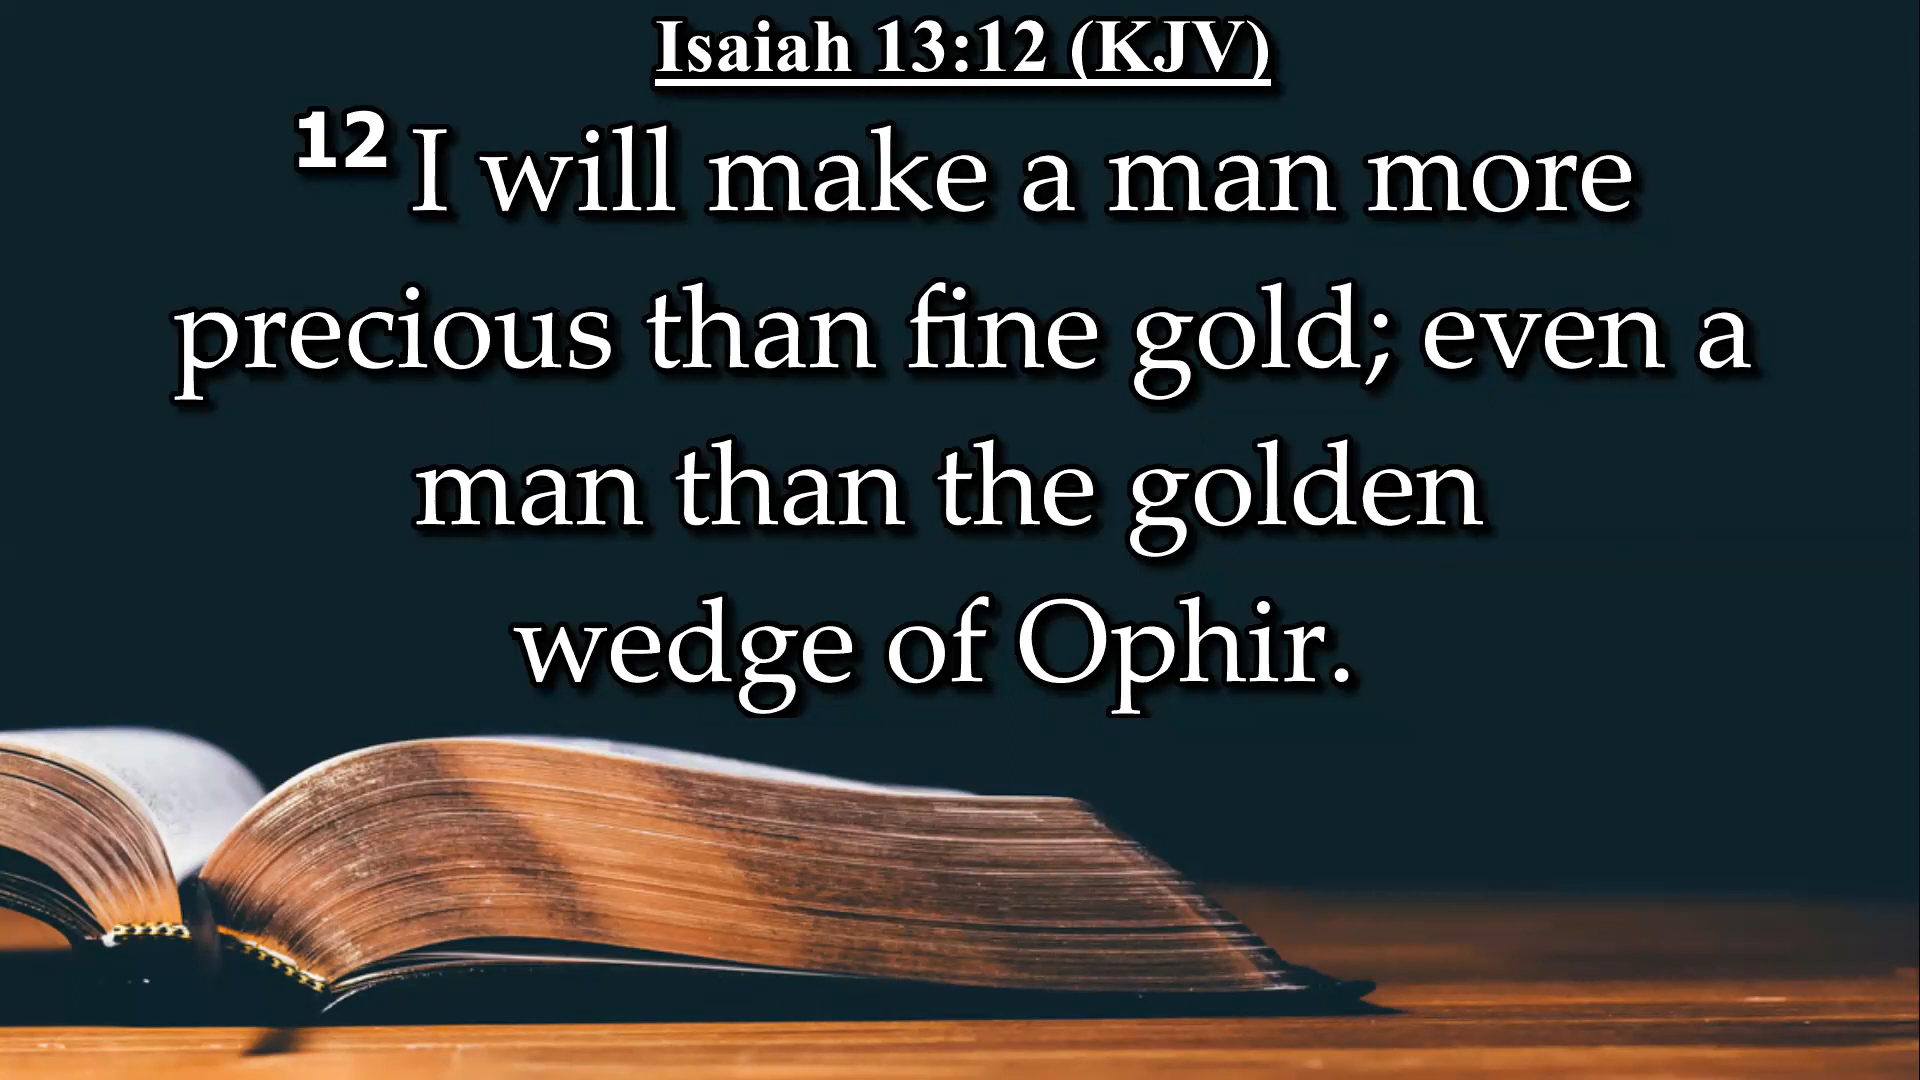 Isaiah 13:12 (KJV)
12 I will make a man more
precious than fine gold; even a
man than the golden
wedge of Ophir.